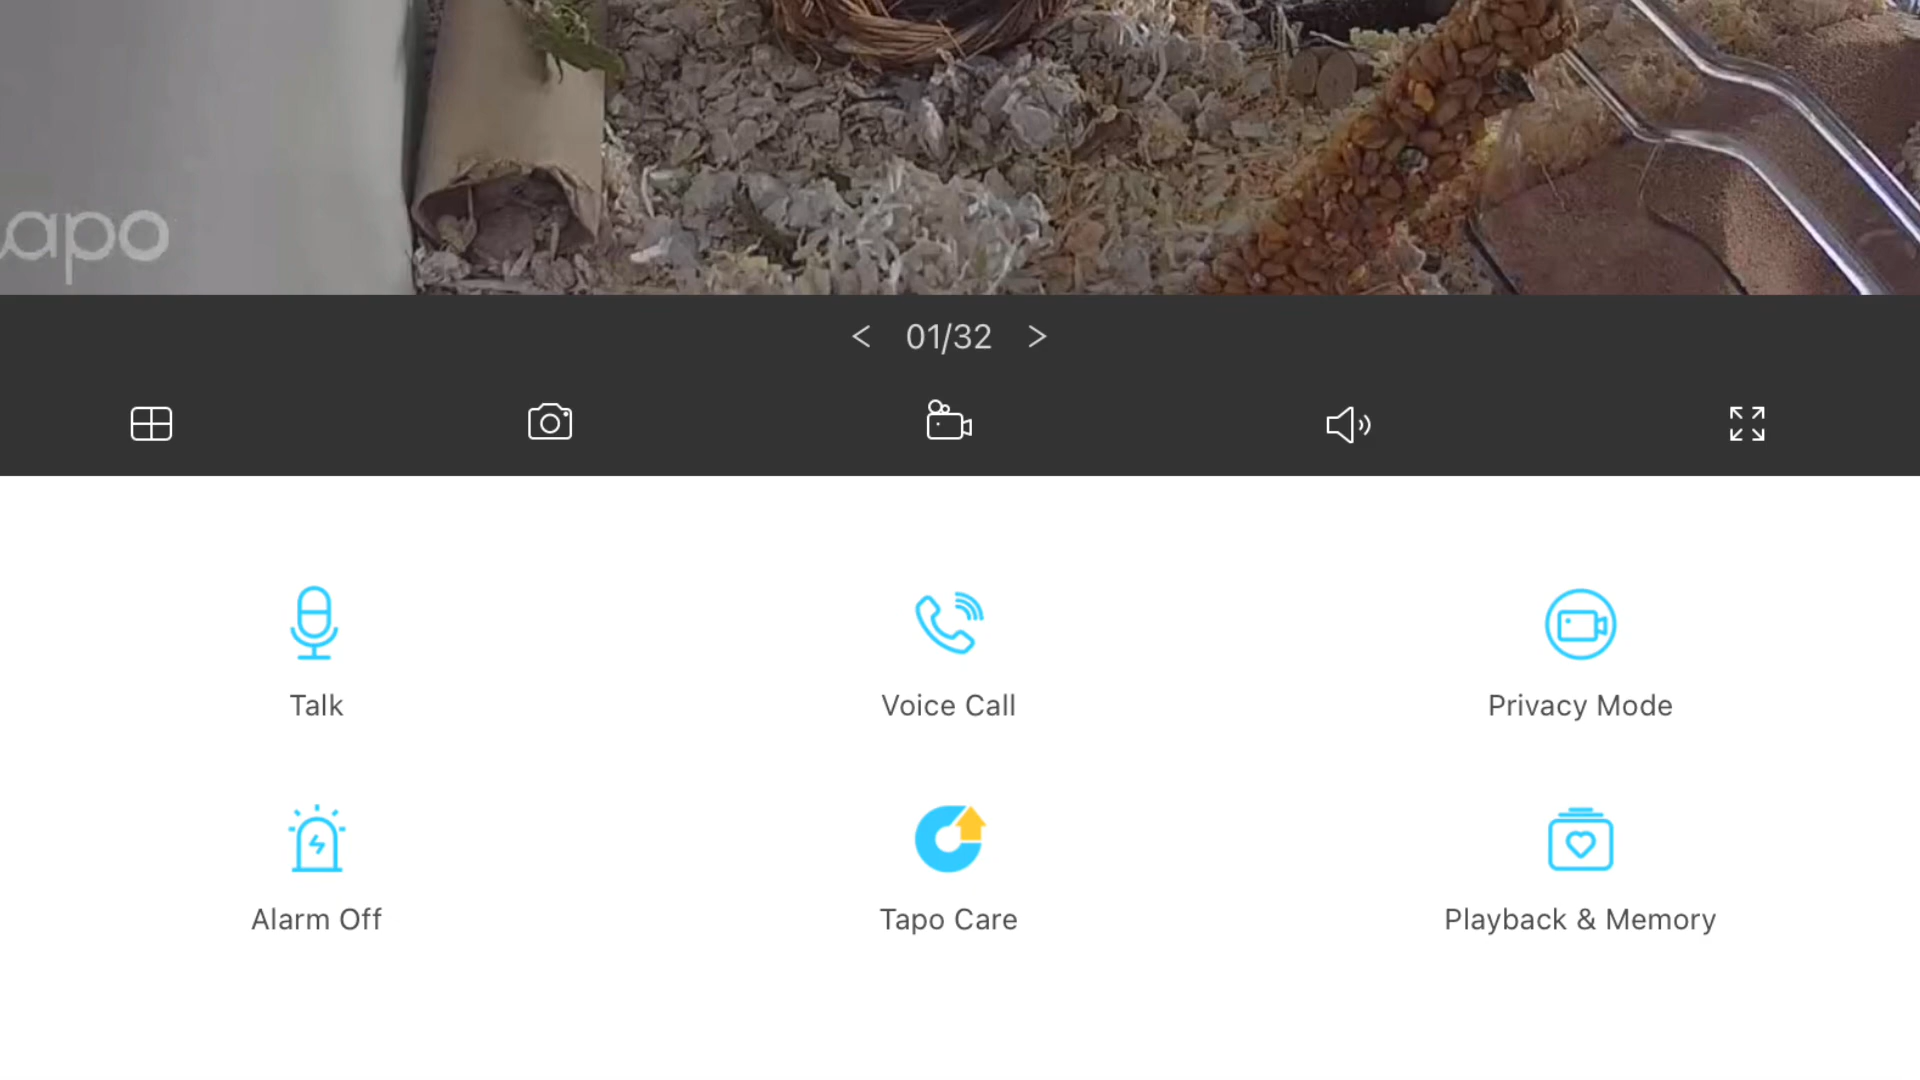 apo
< 01/32 >
Talk
Voice Call
Privacy Mode
Alarm Off
Tapo Care
Playback & Memory